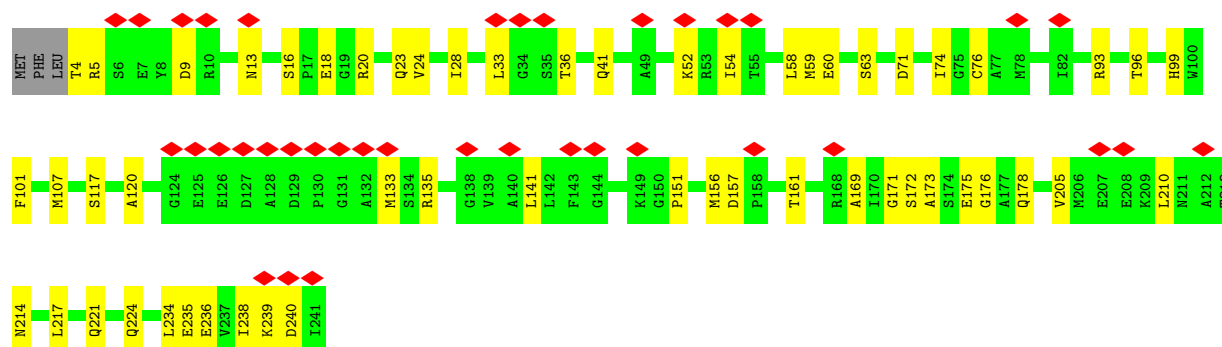 MET PHE LEU T4 R5 S6 E7 Y8 D9 R10 N13 S16 P17 E18 G19 R20 Q23 V24 I28 L33 G34 S35 T36 Q41 A49 K52 R53 I54 T55 L58 M59 E60 S63 D71 I74 G75 C76 A77 M78 I82 R93 T96 H99 W100
F101 M107 S117 A120 G124 E125 E126 D127 A128 D129 P130 G131 A132 M133 S134 R135 G138 V139 A140 L141 L142 F143 G144 K149 G150 P151 M156 D157 P158 T161 R168 A169 I170 G171 S172 A173 S174 E175 G176 A177 Q178 V205 M206 E207 E208 K209 L210 N211 A212
N214 L217 Q221 Q224 L234 E235 E236 V237 I238 K239 D240 I241